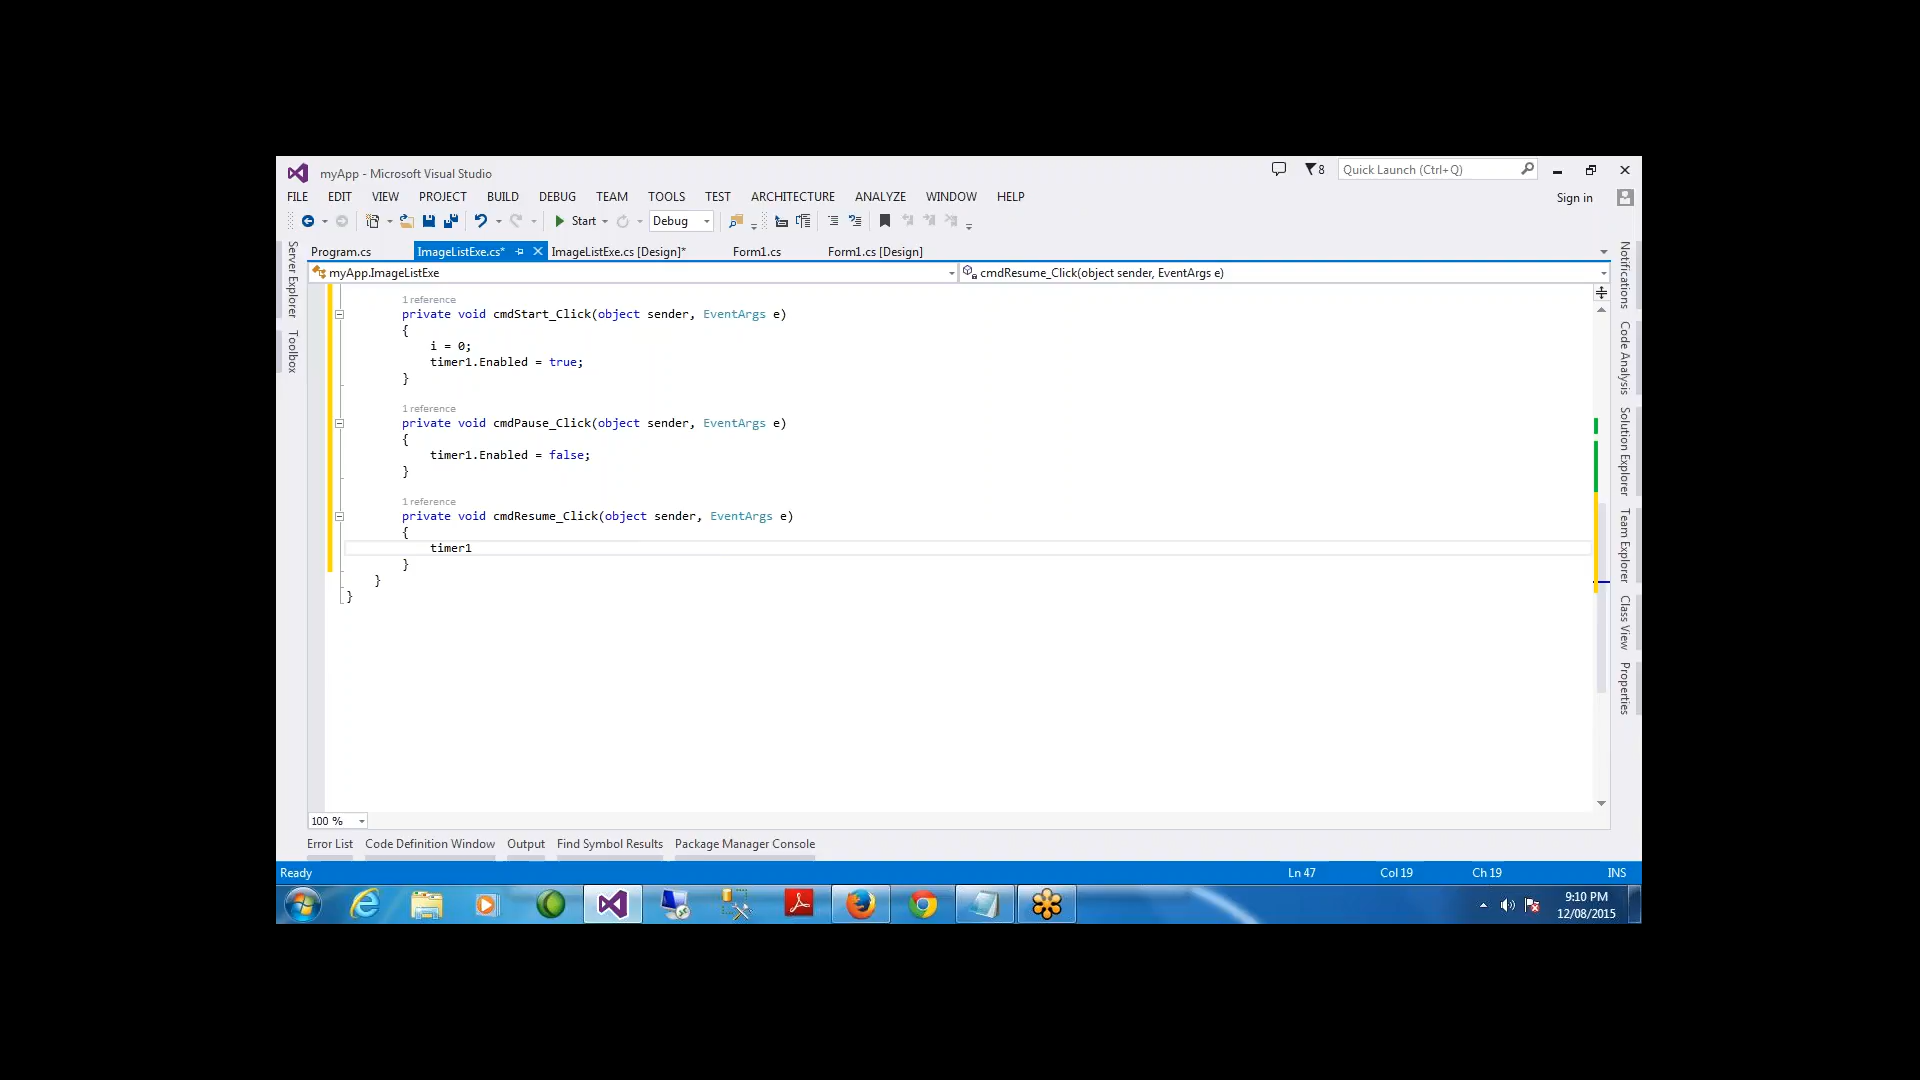 myApp - Microsoft Visual Studio
8
Quick Launch (Ctrl+Q)
FILE EDIT VIEW PROJECT BUILD DEBUG TEAM TOOLS TEST ARCHITECTURE ANALYZE WINDOW HELP
Sign in
Start Debug
Program.cs ImageListExe.cs* ImageListExe.cs [Design]* Form1.cs Form1.cs [Design]
myApp.ImageListExe cmdResume_Click(object sender, EventArgs e)
1 reference
private void cmdStart_Click(object sender, EventArgs e)
{
i = 0;
timer1.Enabled = true;
}
1 reference
private void cmdPause_Click(object sender, EventArgs e)
{
timer1.Enabled = false;
}
1 reference
private void cmdResume_Click(object sender, EventArgs e)
{
timer1
}
}
}
Server Explorer
Toolbox
Notifications
Code Analysis
Solution Explorer
Team Explorer
Class View
Properties
100 %
Error List Code Definition Window Output Find Symbol Results Package Manager Console
Ready Ln 47 Col 19 Ch 19 INS
9:10 PM
12/08/2015